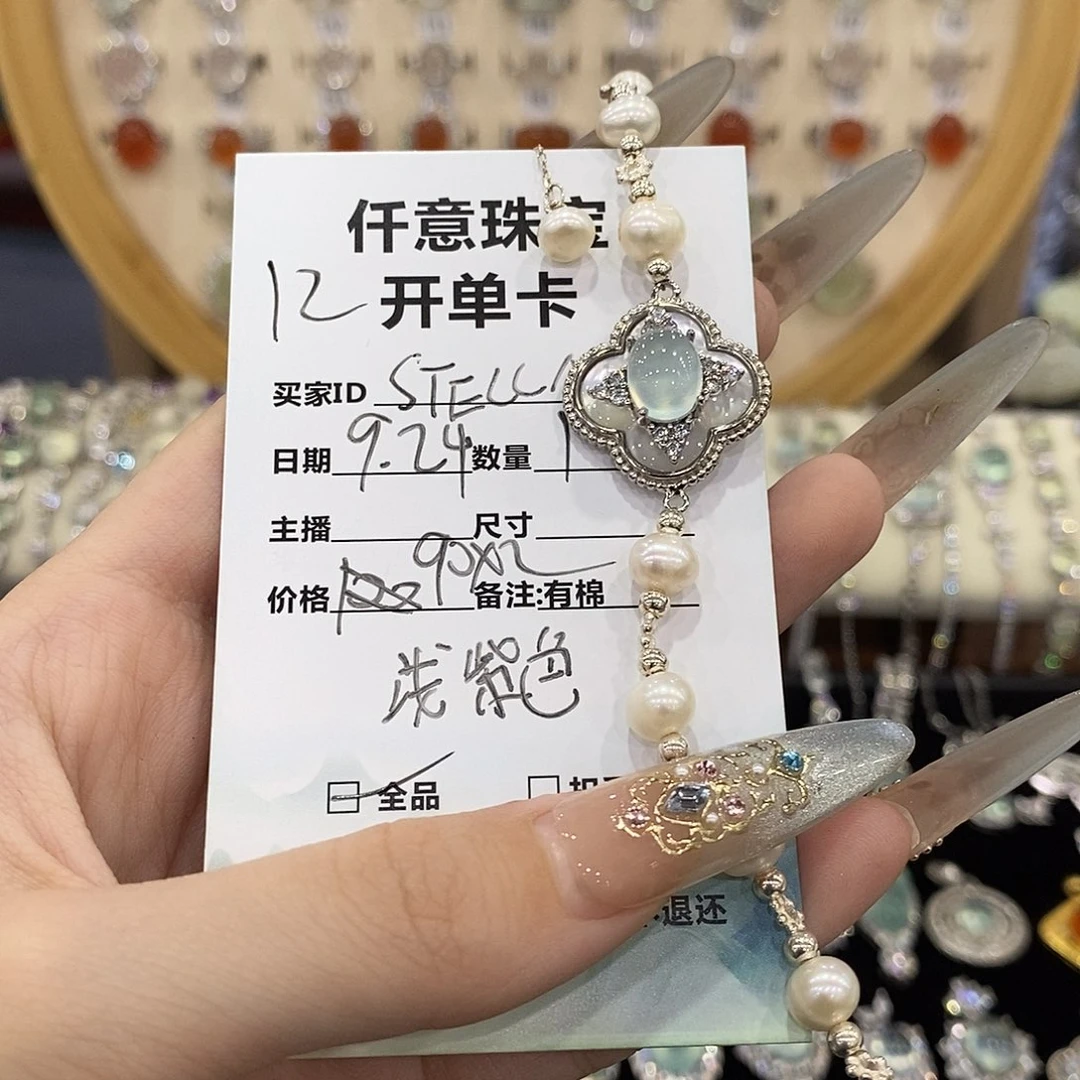 仟意珠宝
12 开单卡
买家ID STELL
日期 9.24 数量 1
主播 尺寸
价格 90x2 备注:有棉
浅紫色
全品
退还